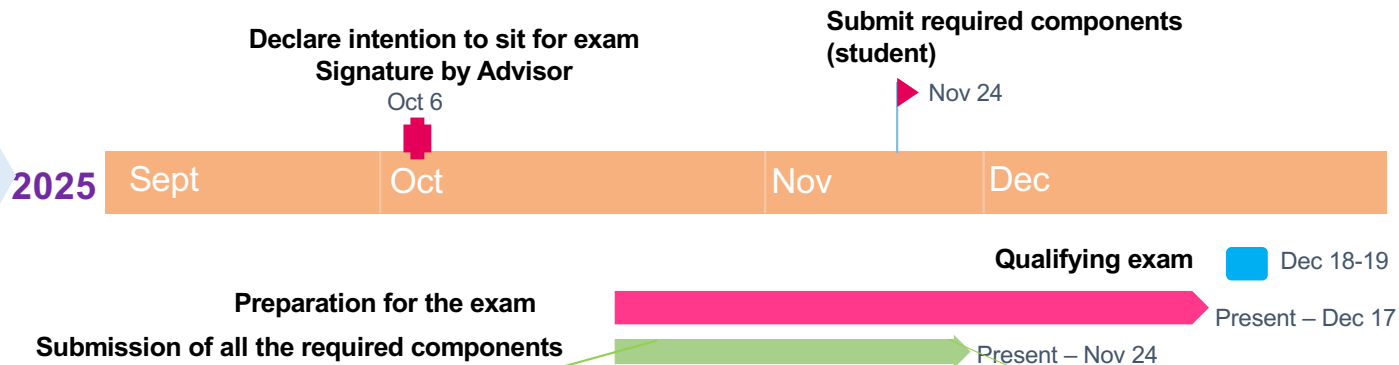 Declare intention to sit for exam
Signature by Advisor
Oct 6
Submit required components
(student)
Nov 24
2025
Sept
Oct
Nov
Dec
Qualifying exam
Dec 18-19
Preparation for the exam
Present – Dec 17
Submission of all the required components
Present – Nov 24